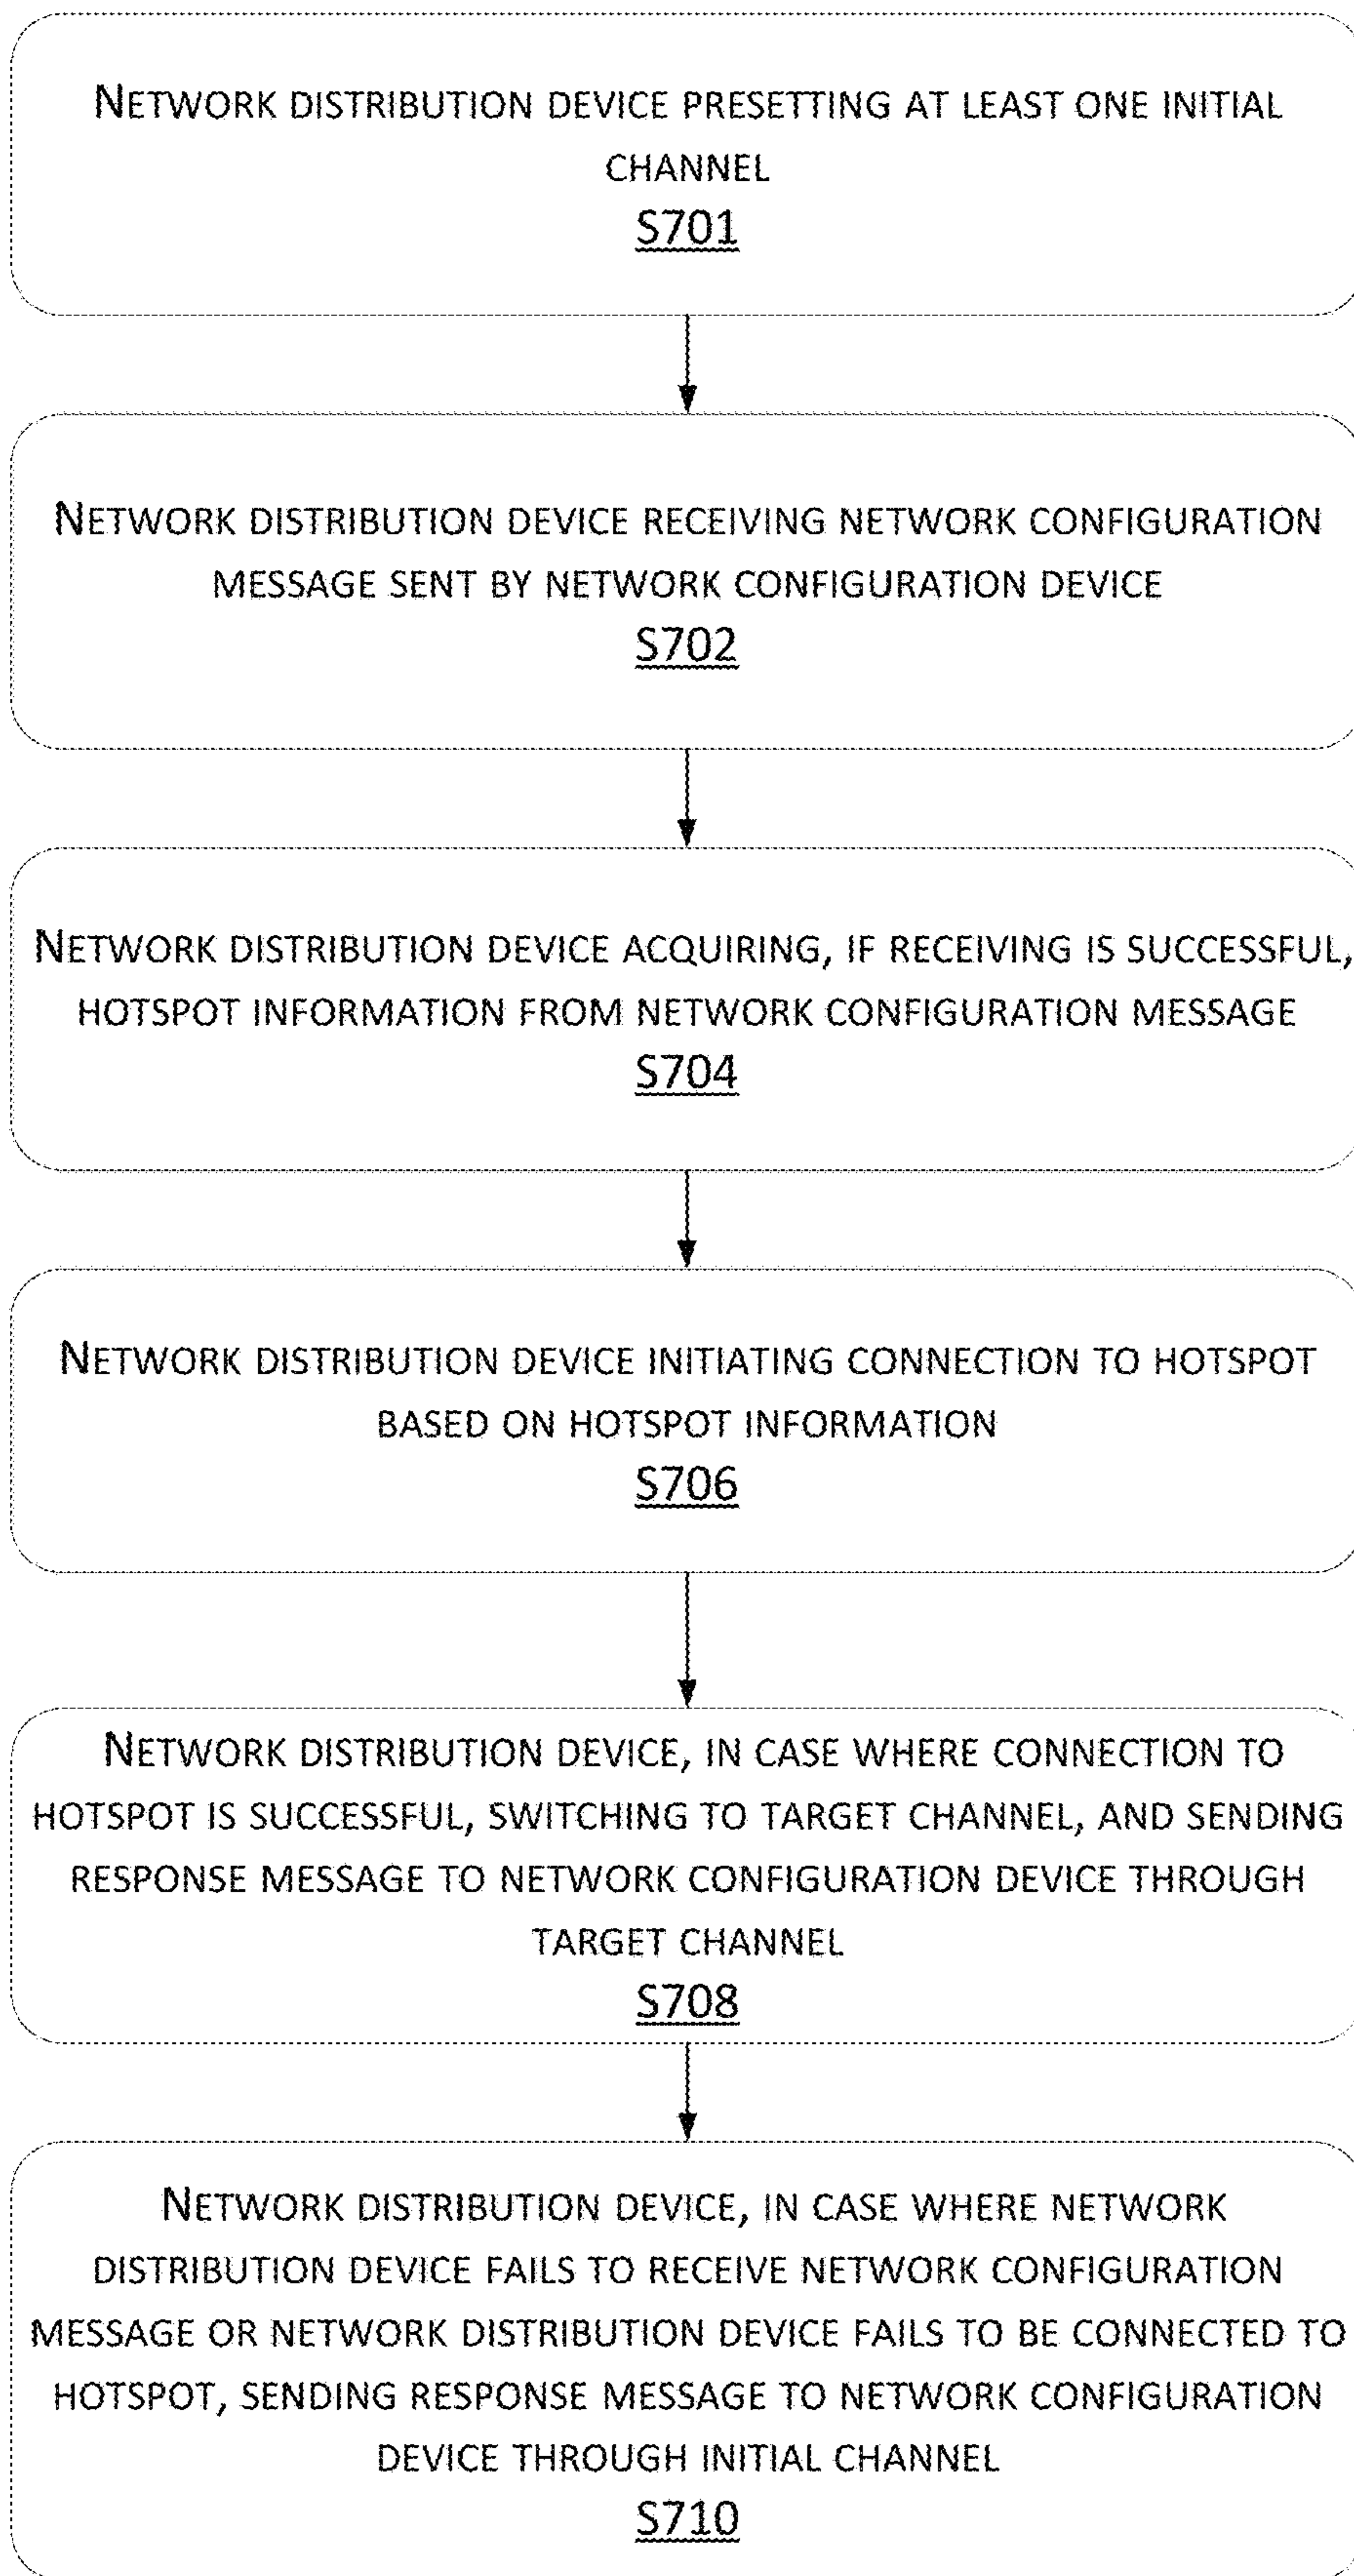 NETWORK DISTRIBUTION DEVICE PRESETTING AT LEAST ONE INITIAL
CHANNEL
S701
NETWORK DISTRIBUTION DEVICE RECEIVING NETWORK CONFIGURATION
MESSAGE SENT BY NETWORK CONFIGURATION DEVICE
S702
NETWORK DISTRIBUTION DEVICE ACQUIRING, IF RECEIVING IS SUCCESSFUL,
HOTSPOT INFORMATION FROM NETWORK CONFIGURATION MESSAGE
S704
NETWORK DISTRIBUTION DEVICE INITIATING CONNECTION TO HOTSPOT
BASED ON HOTSPOT INFORMATION
S706
NETWORK DISTRIBUTION DEVICE, IN CASE WHERE CONNECTION TO
HOTSPOT IS SUCCESSFUL, SWITCHING TO TARGET CHANNEL, AND SENDING
RESPONSE MESSAGE TO NETWORK CONFIGURATION DEVICE THROUGH
TARGET CHANNEL
S708
NETWORK DISTRIBUTION DEVICE, IN CASE WHERE NETWORK
DISTRIBUTION DEVICE FAILS TO RECEIVE NETWORK CONFIGURATION
MESSAGE OR NETWORK DISTRIBUTION DEVICE FAILS TO BE CONNECTED TO
HOTSPOT, SENDING RESPONSE MESSAGE TO NETWORK CONFIGURATION
DEVICE THROUGH INITIAL CHANNEL
S710